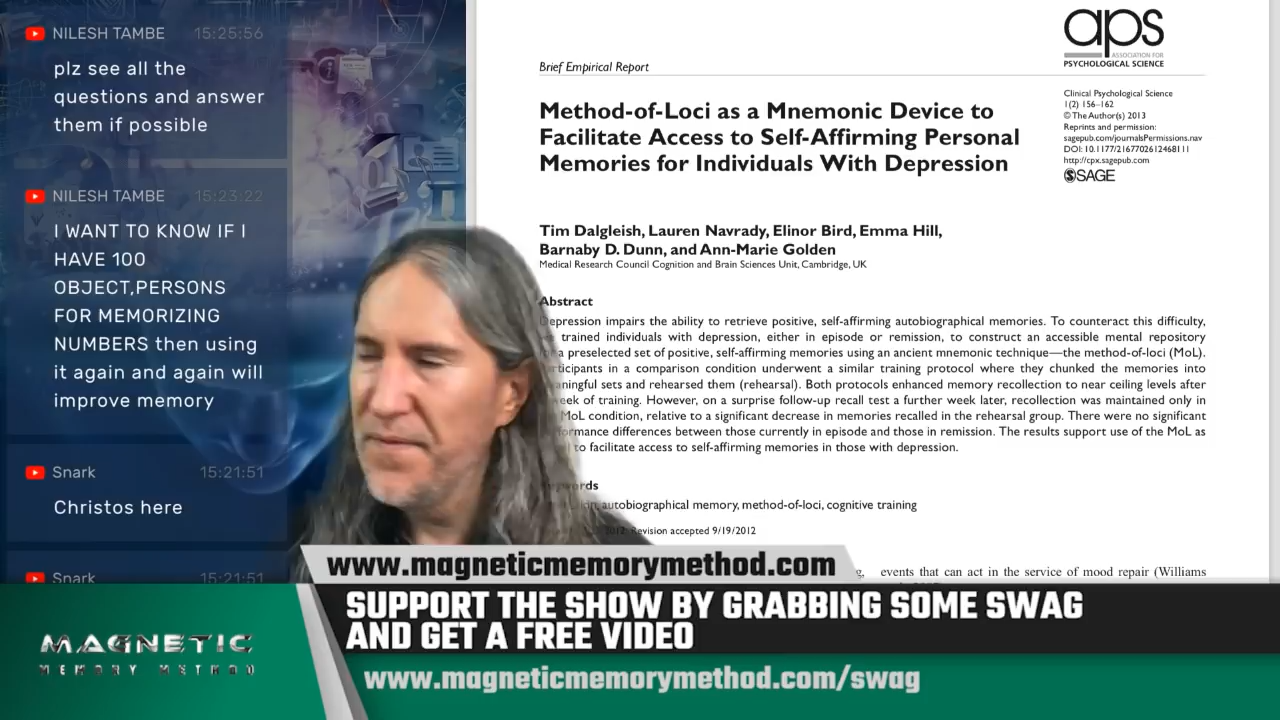 NILESH TAMBE 15:25:56
plz see all the
questions and answer
them if possible
NILESH TAMBE 15:23:22
I WANT TO KNOW IF I
HAVE 100
OBJECT,PERSONS
FOR MEMORIZING
NUMBERS then using
it again and again will
improve memory
Snark 15:21:51
Christos here
Snark 15:21:51
aps
ASSOCIATION FOR
PSYCHOLOGICAL SCIENCE
Brief Empirical Report
Method-of-Loci as a Mnemonic Device to
Facilitate Access to Self-Affirming Personal
Memories for Individuals With Depression
Clinical Psychological Science
1(2) 156–162
© The Author(s) 2013
Reprints and permission:
sagepub.com/journalsPermissions.nav
DOI: 10.1177/2167702612468111
http://cpx.sagepub.com
SAGE
Tim Dalgleish, Lauren Navrady, Elinor Bird, Emma Hill,
Barnaby D. Dunn, and Ann-Marie Golden
Medical Research Council Cognition and Brain Sciences Unit, Cambridge, UK
Abstract
Depression impairs the ability to retrieve positive, self-affirming autobiographical memories. To counteract this difficulty,
trained individuals with depression, either in episode or remission, to construct an accessible mental repository
a preselected set of positive, self-affirming memories using an ancient mnemonic technique—the method-of-loci (MoL).
participants in a comparison condition underwent a similar training protocol where they chunked the memories into
meaningful sets and rehearsed them (rehearsal). Both protocols enhanced memory recollection to near ceiling levels after
week of training. However, on a surprise follow-up recall test a further week later, recollection was maintained only in
MoL condition, relative to a significant decrease in memories recalled in the rehearsal group. There were no significant
performance differences between those currently in episode and those in remission. The results support use of the MoL as
to facilitate access to self-affirming memories in those with depression.
Keywords
autobiographical memory, method-of-loci, cognitive training
2012; Revision accepted 9/19/2012
events that can act in the service of mood repair (Williams
www.magneticmemorymethod.com
SUPPORT THE SHOW BY GRABBING SOME SWAG
AND GET A FREE VIDEO
MAGNETIC
MEMORY METHOD
www.magneticmemorymethod.com/swag